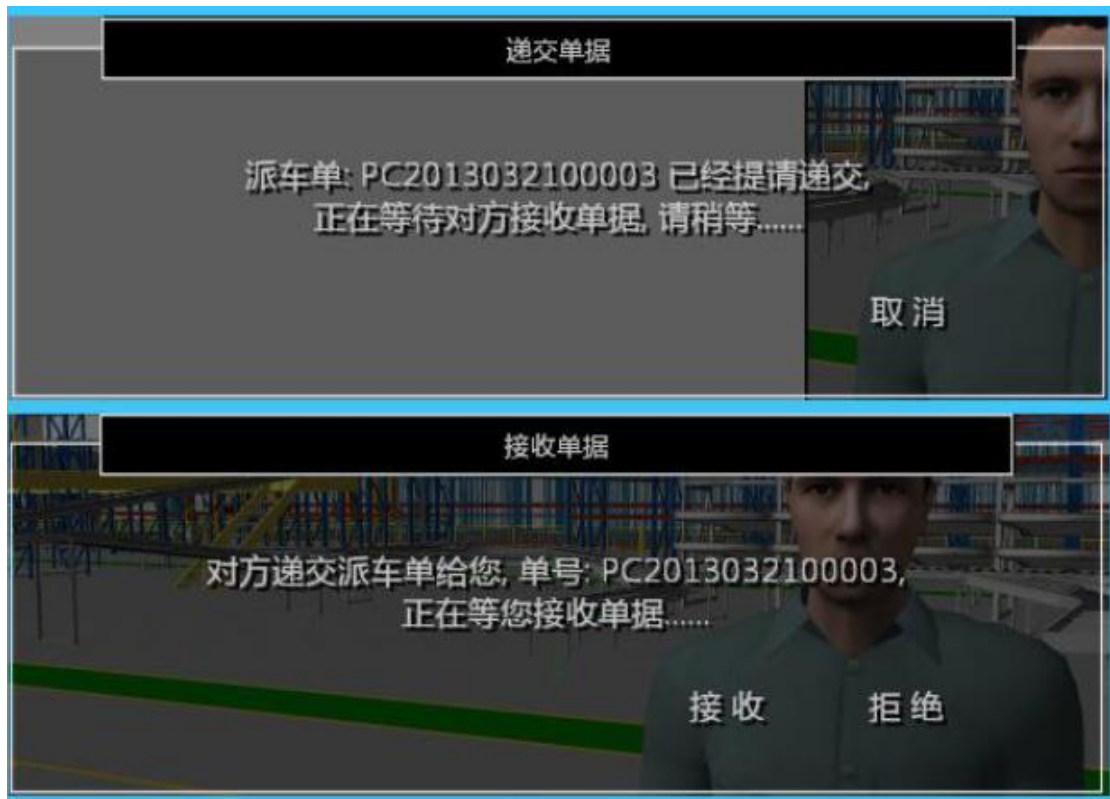 递交单据
派车单: PC2013032100003 已经提请递交,
正在等待对方接收单据, 请稍等......
取 消
接收单据
对方递交派车单给您, 单号: PC2013032100003,
正在等您接收单据......
接 收 拒 绝